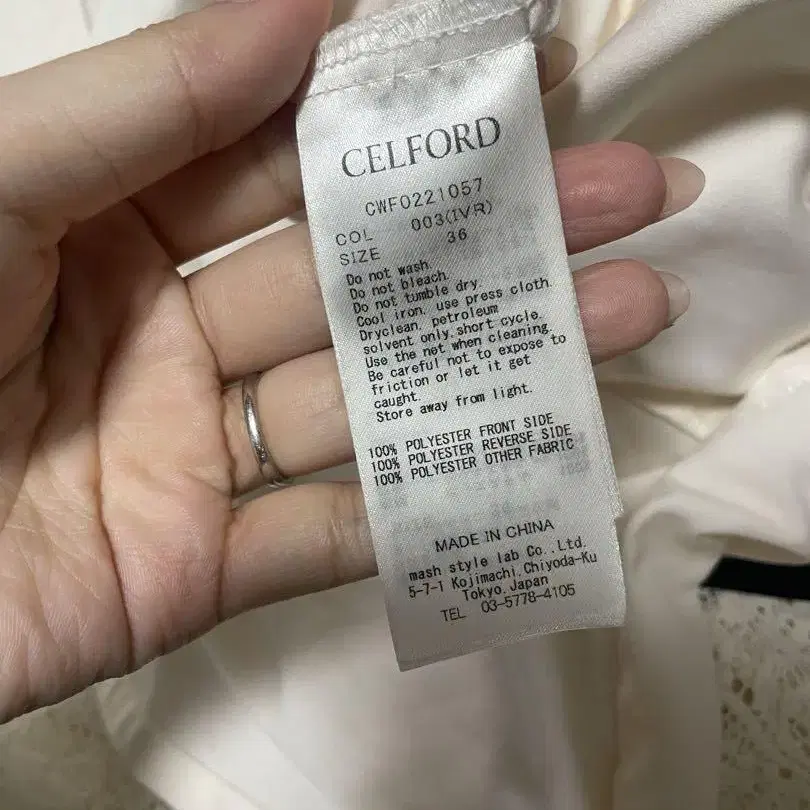 CELFORD
CWF0221057
COL 003(IVR)
SIZE 36
Do not wash.
Do not bleach.
Do not tumble dry.
Cool iron, use press cloth.
Dryclean, petroleum
solvent only,short cycle.
Use the net when cleaning.
Be careful not to expose to
friction or let it get
caught.
Store away from light.
100% POLYESTER FRONT SIDE
100% POLYESTER REVERSE SIDE
100% POLYESTER OTHER FABRIC
MADE IN CHINA
mash style lab Co.,Ltd.
5-7-1 Kojimachi,Chiyoda-Ku
Tokyo,Japan
TEL 03-5778-4105